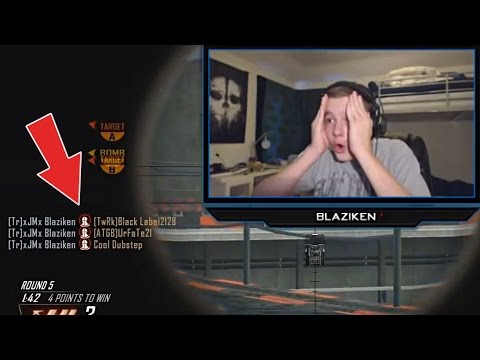 TARGET
A
BOMB
TARGET
B
[Tr]xJMx Blaziken [TwRk]Black Label2128
[Tr]xJMx Blaziken [ATGB]UrFaTa21
[Tr]xJMx Blaziken Cool Dubstep
BLAZIKEN
ROUND 5
1:42 4 POINTS TO WIN